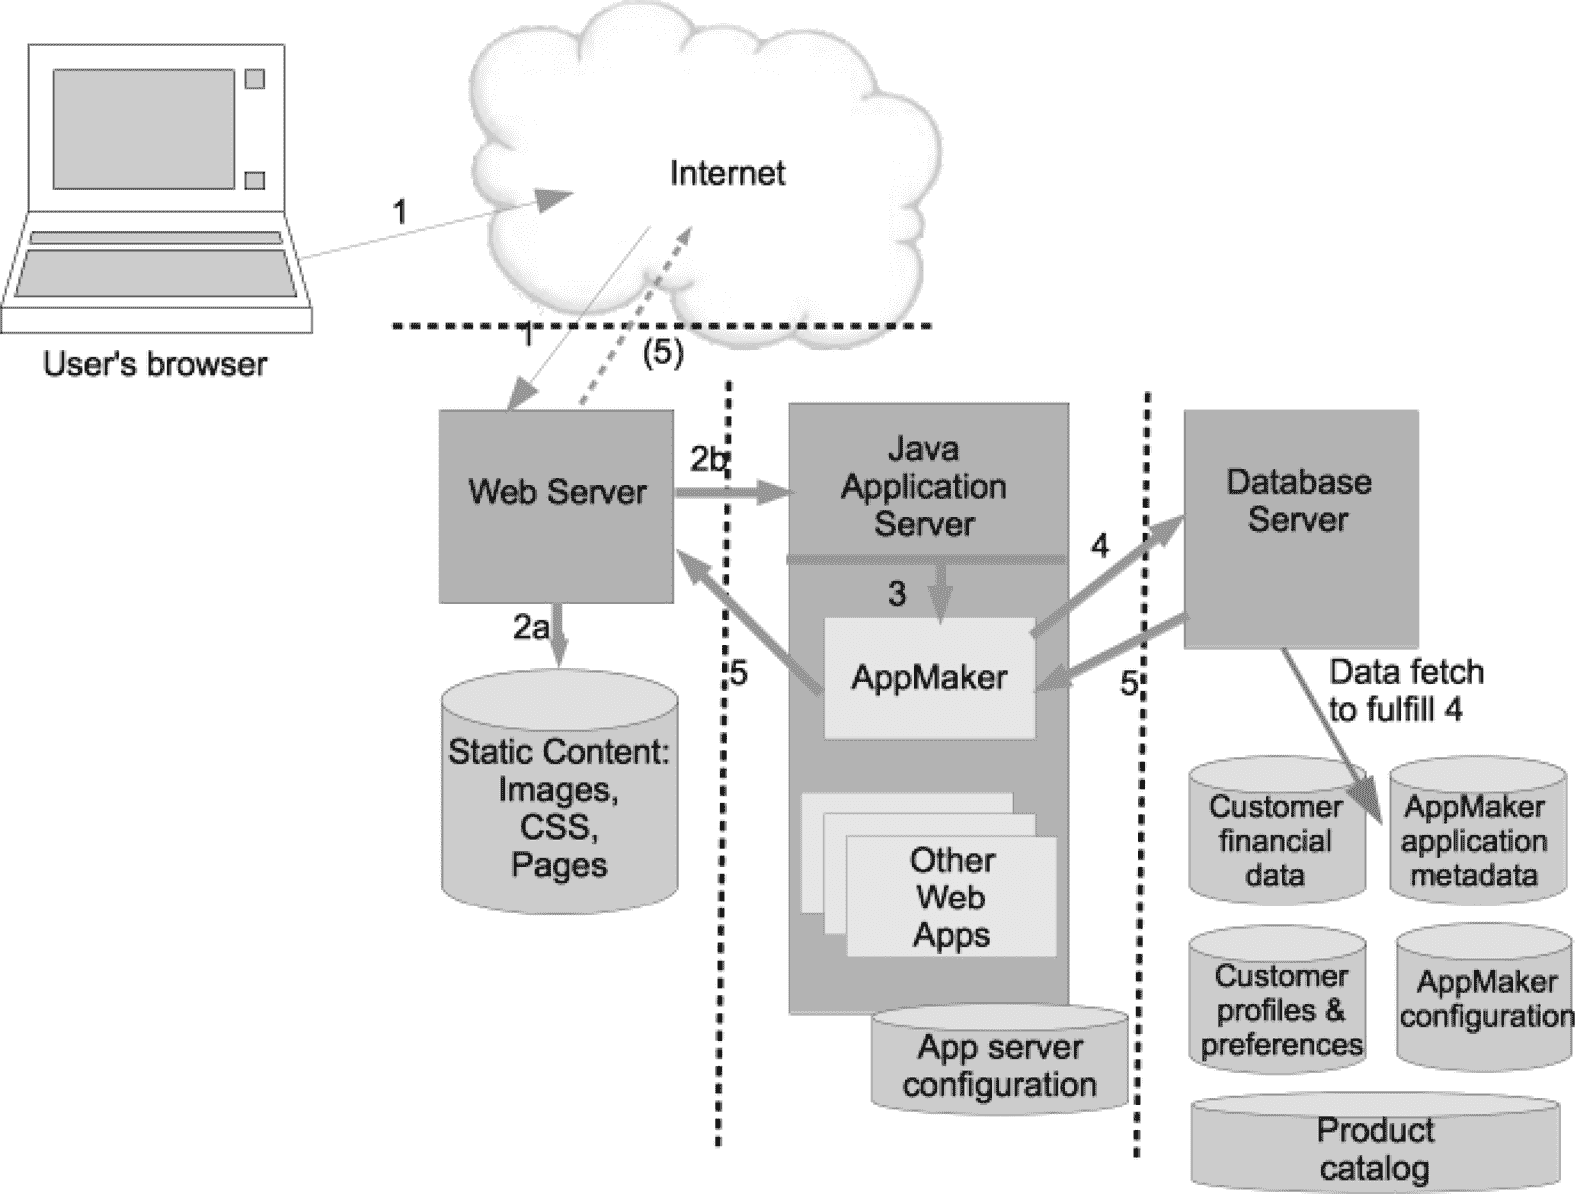 Internet
1
1
(5)
User's browser
Web Server
2b
Java
Application
Server
Database
Server
4
3
2a
AppMaker
5
5
Data fetch
to fulfill 4
Static Content:
Images,
CSS,
Pages
Other
Web
Apps
Customer
financial
data
AppMaker
application
metadata
Customer
profiles &
preferences
AppMaker
configuration
App server
configuration
Product
catalog